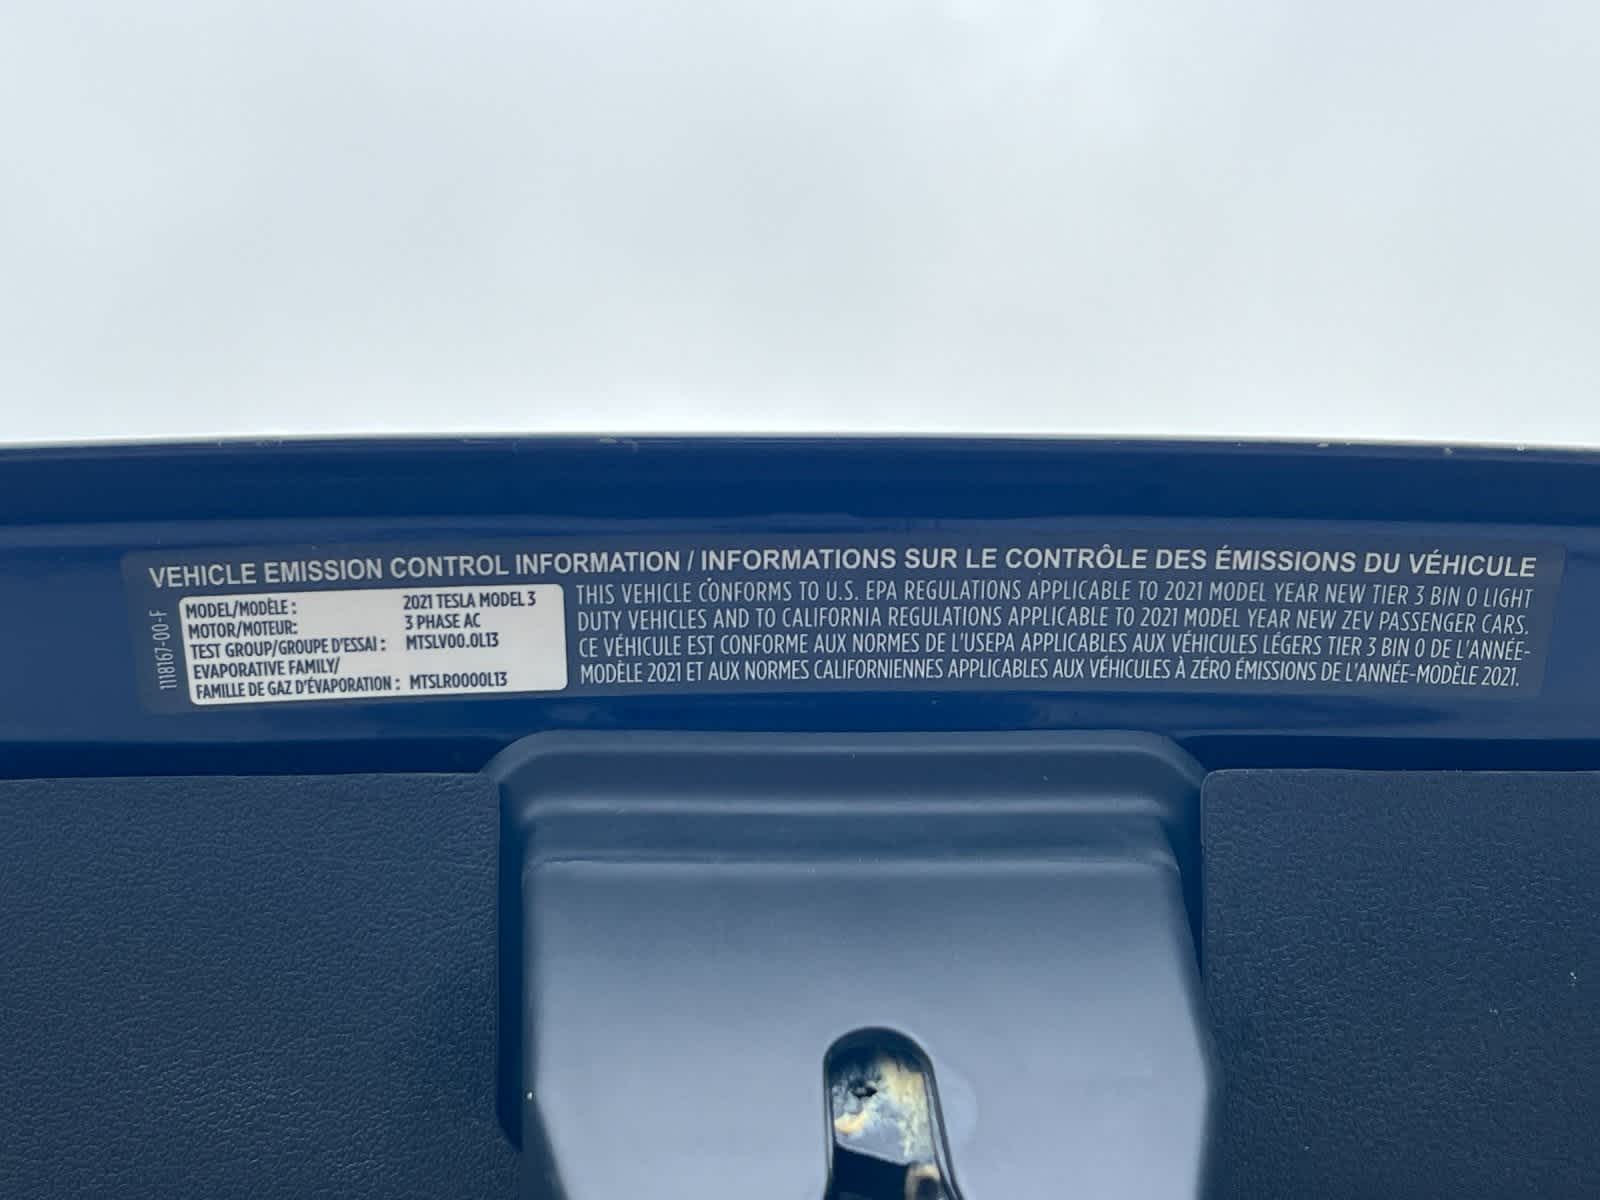 VEHICLE EMISSION CONTROL INFORMATION / INFORMATIONS SUR LE CONTRÔLE DES ÉMISSIONS DU VÉHICULE
1118167-00-F
MODEL/MODÈLE : 2021 TESLA MODEL 3
MOTOR/MOTEUR: 3 PHASE AC
TEST GROUP/GROUPE D'ESSAI : MTSLV00.0L13
EVAPORATIVE FAMILY/
FAMILLE DE GAZ D'ÉVAPORATION : MTSLR0000L13
THIS VEHICLE CONFORMS TO U.S. EPA REGULATIONS APPLICABLE TO 2021 MODEL YEAR NEW TIER 3 BIN 0 LIGHT
DUTY VEHICLES AND TO CALIFORNIA REGULATIONS APPLICABLE TO 2021 MODEL YEAR NEW ZEV PASSENGER CARS.
CE VÉHICULE EST CONFORME AUX NORMES DE L'USEPA APPLICABLES AUX VÉHICULES LÉGERS TIER 3 BIN 0 DE L'ANNÉE-
MODÈLE 2021 ET AUX NORMES CALIFORNIENNES APPLICABLES AUX VÉHICULES À ZÉRO ÉMISSIONS DE L'ANNÉE-MODÈLE 2021.